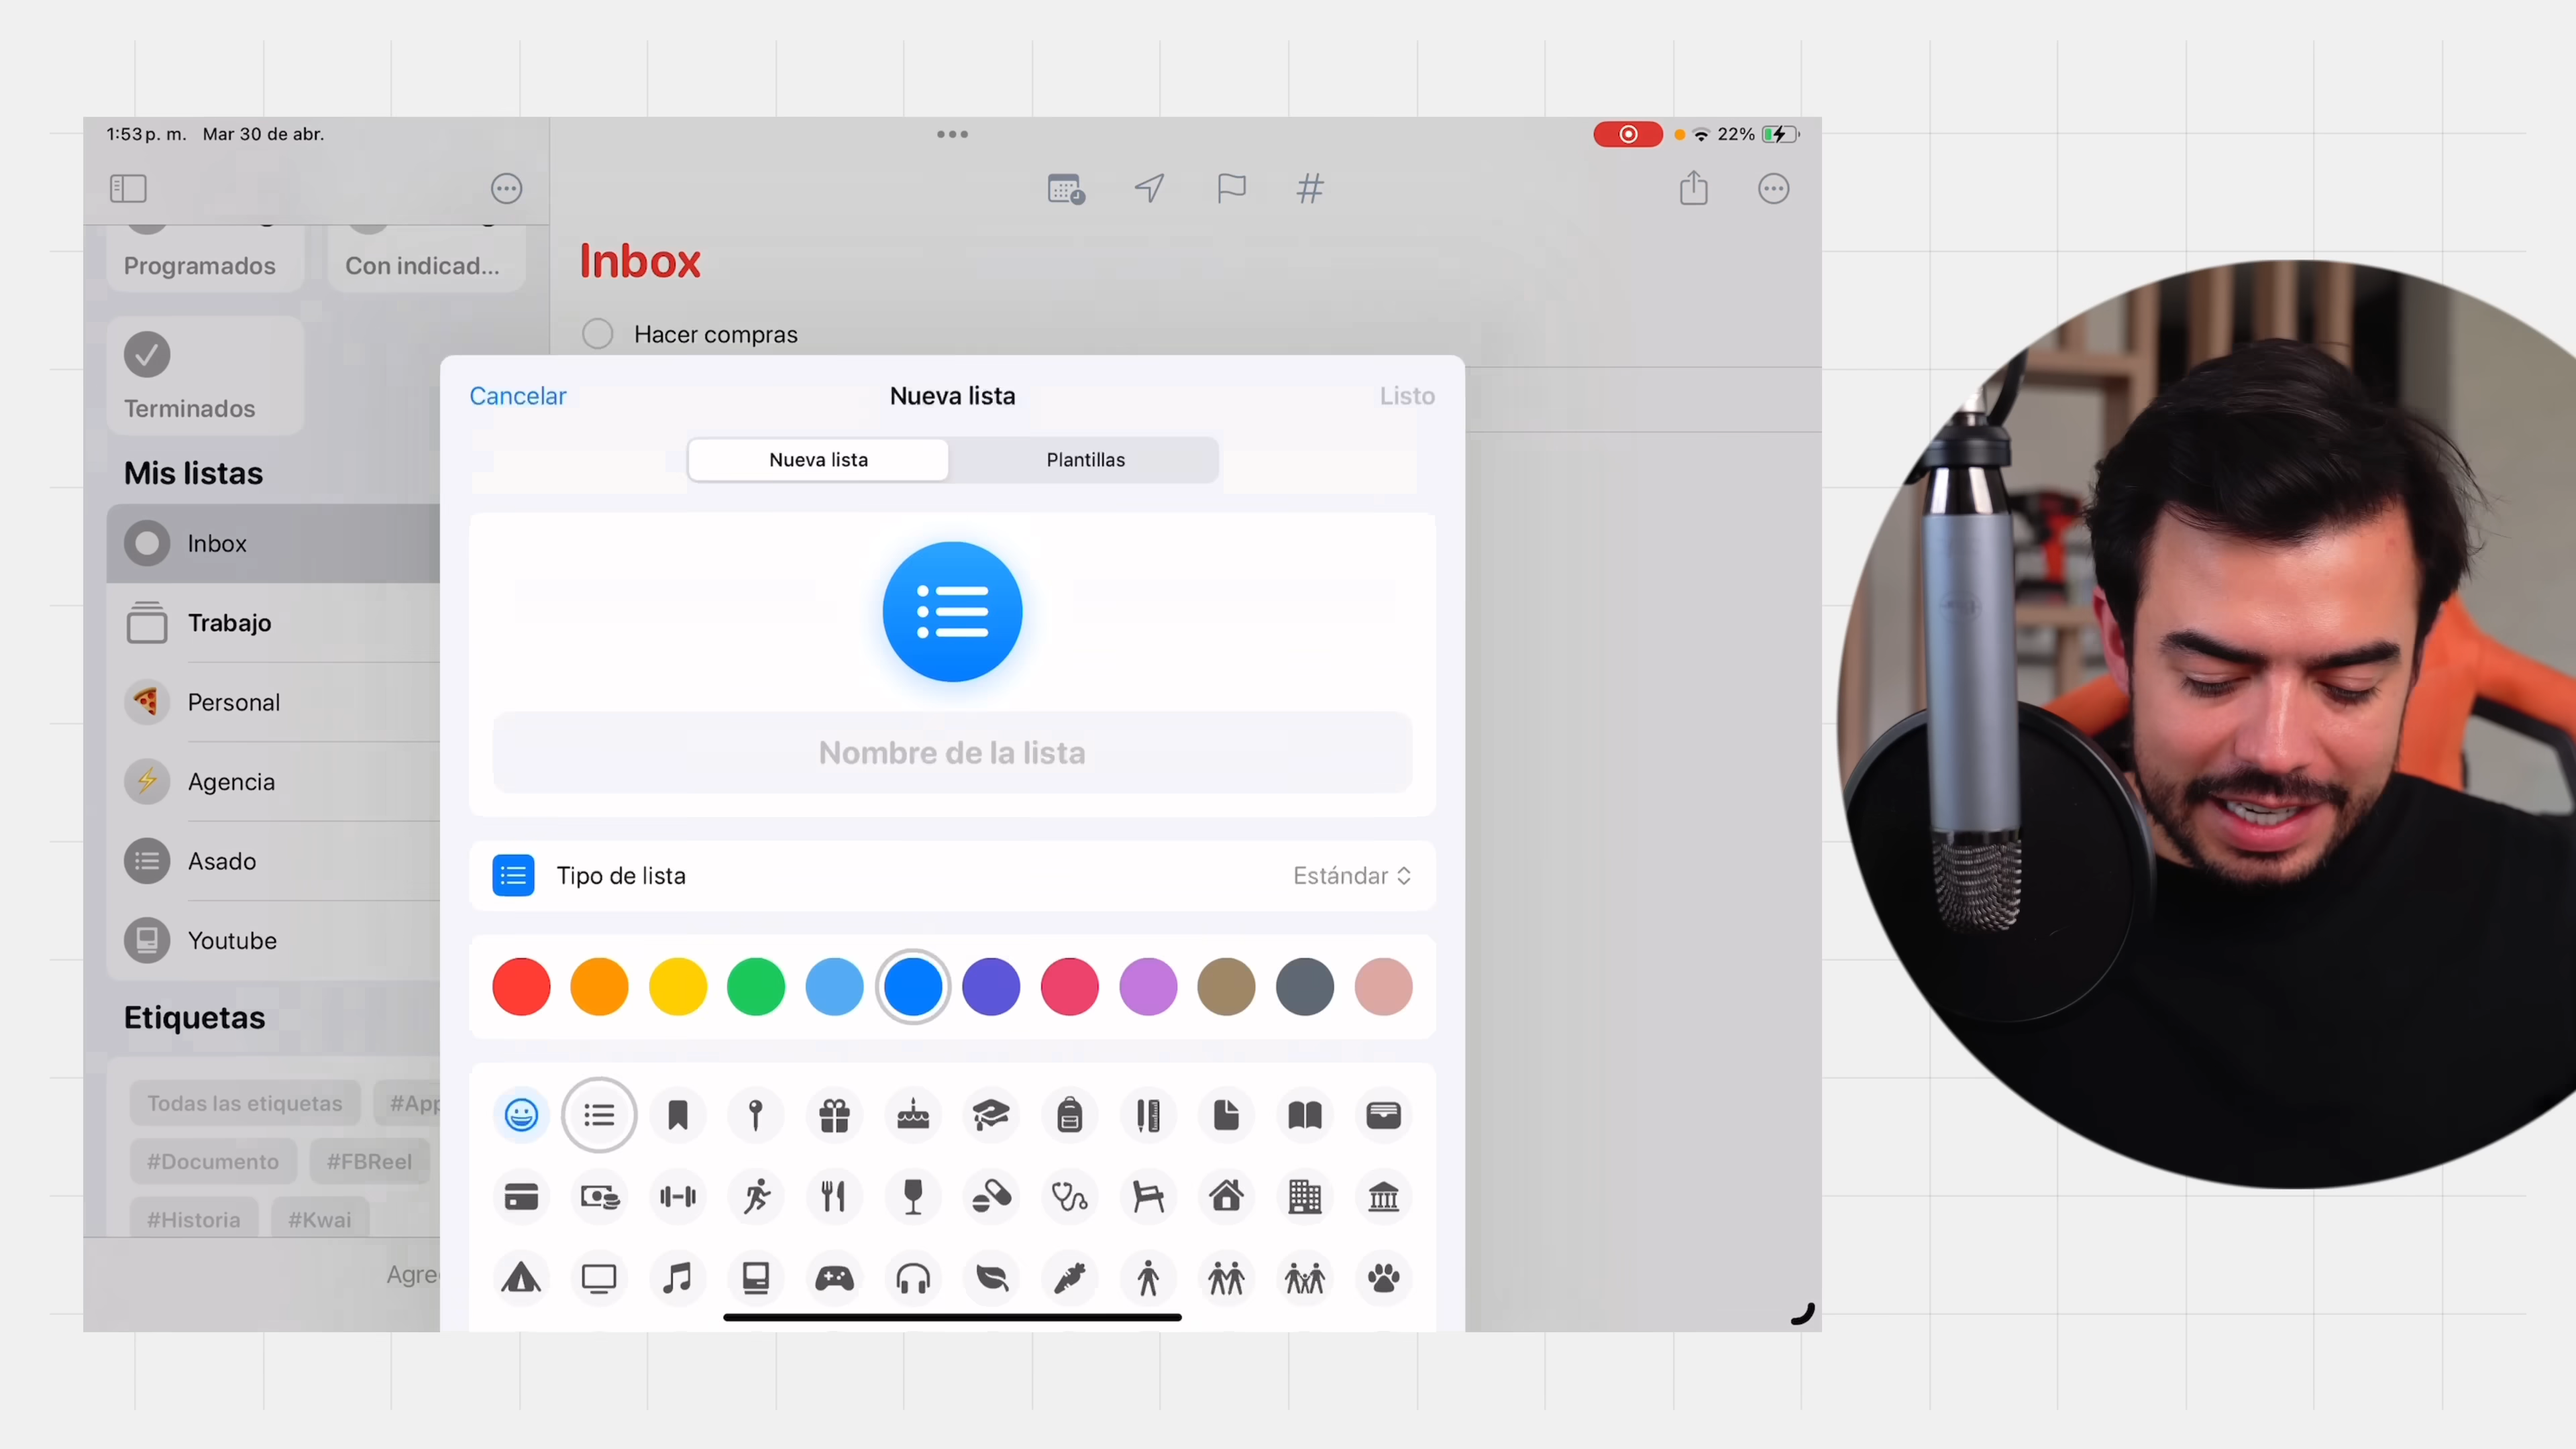 1:53 p. m. Mar 30 de abr.
22%
Programados
Con indicad...
Terminados
Mis listas
Inbox
Trabajo
Personal
Agencia
Asado
Youtube
Etiquetas
Todas las etiquetas #App
#Documento #FBReel
#Historia #Kwai
Agre
Inbox
Hacer compras
Cancelar Nueva lista Listo
Nueva lista Plantillas
Nombre de la lista
Tipo de lista Estándar